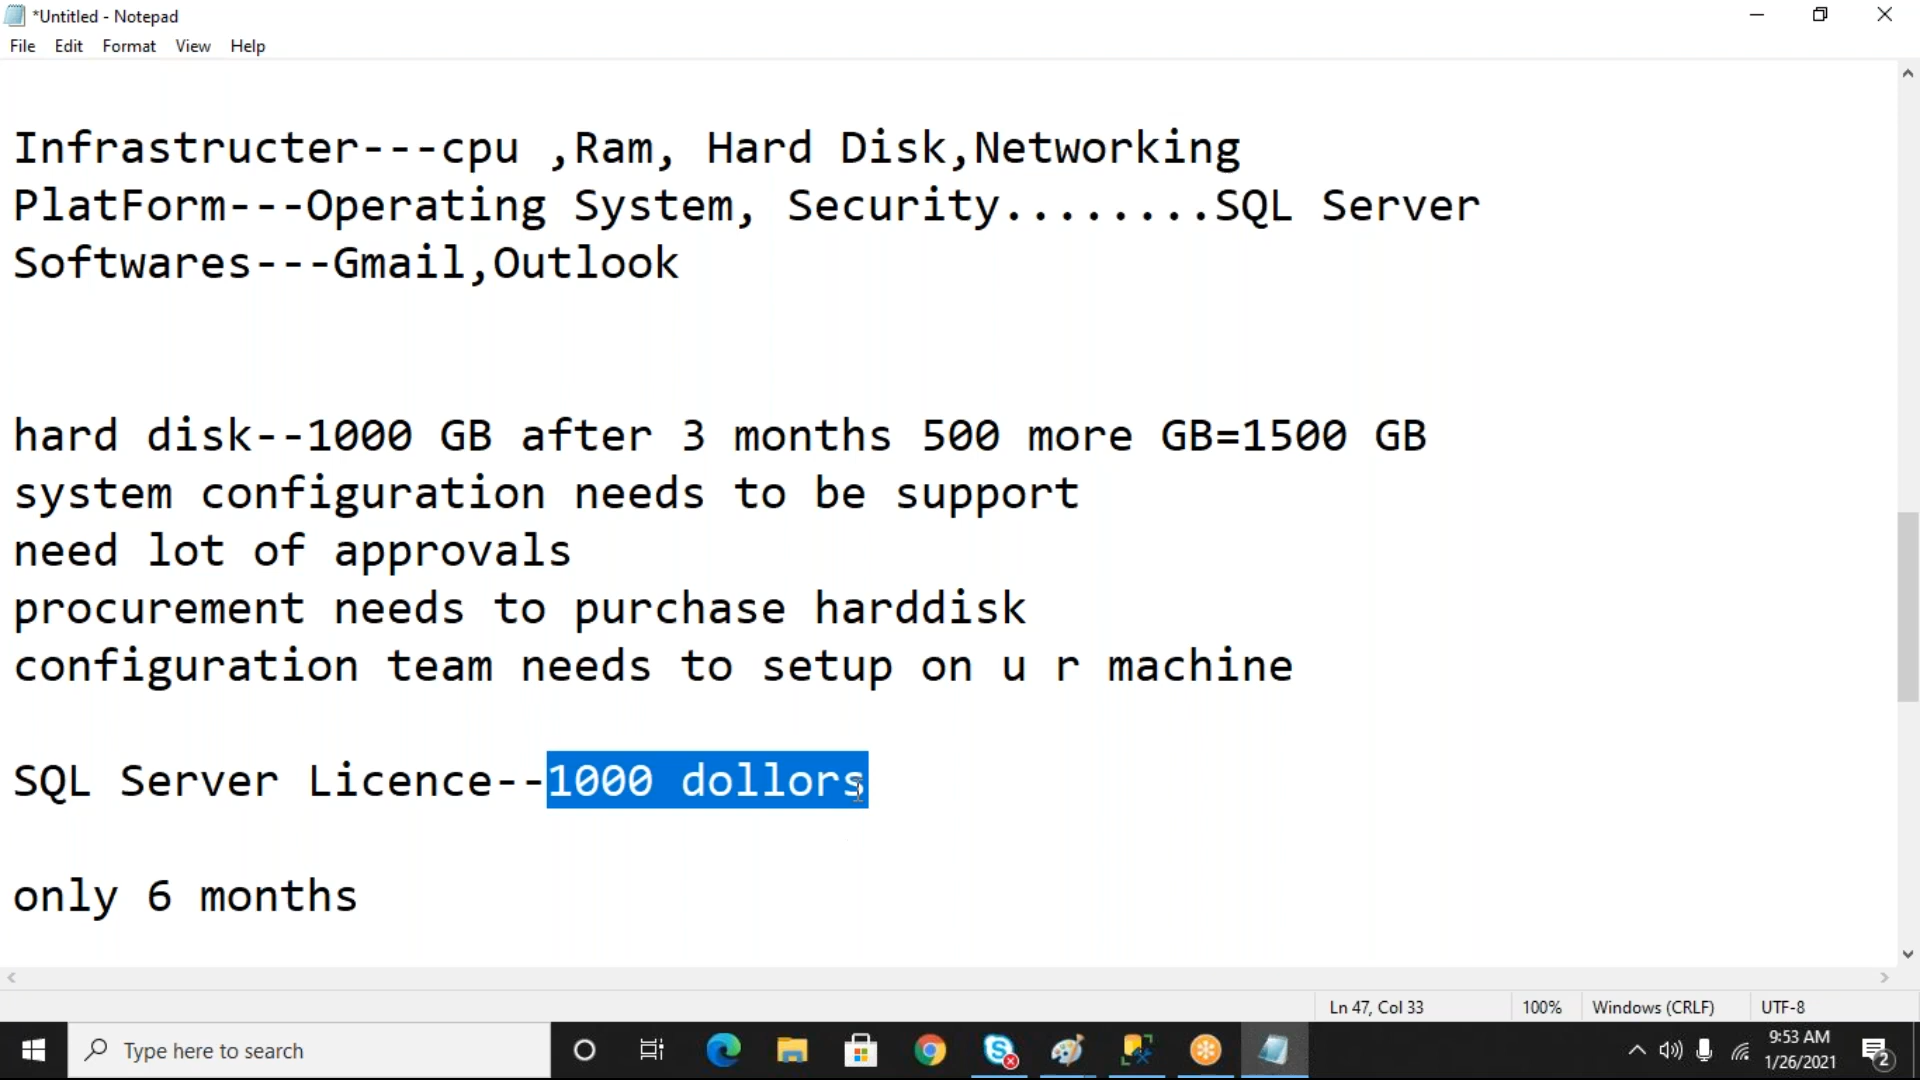 *Untitled - Notepad
File Edit Format View Help
Infrastructer---cpu ,Ram, Hard Disk,Networking
PlatForm---Operating System, Security........SQL Server
Softwares---Gmail,Outlook
hard disk--1000 GB after 3 months 500 more GB=1500 GB
system configuration needs to be support
need lot of approvals
procurement needs to purchase harddisk
configuration team needs to setup on u r machine
SQL Server Licence--1000 dollors
only 6 months
Ln 47, Col 33 100% Windows (CRLF) UTF-8
Type here to search
9:53 AM
1/26/2021
2